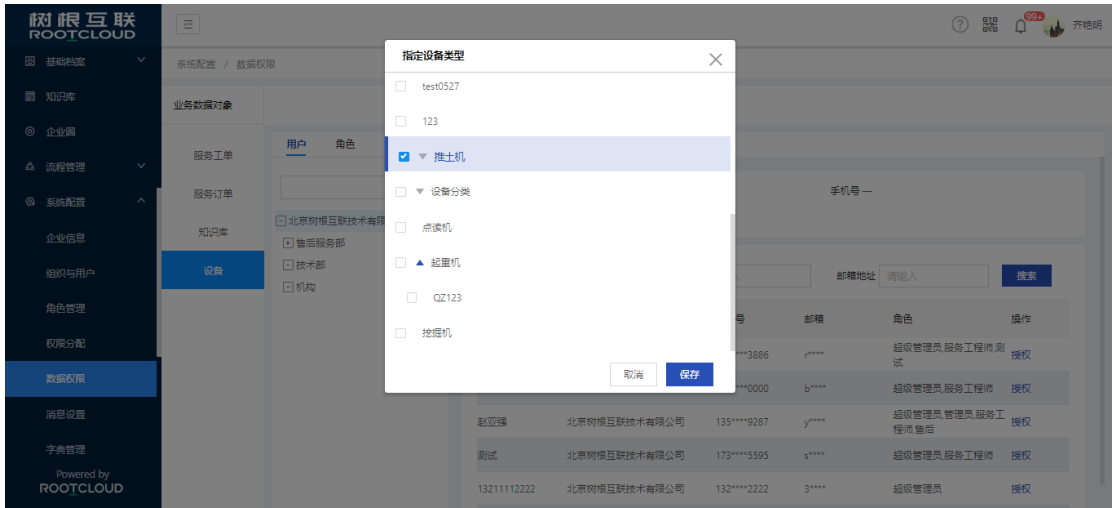 树根互联
ROOTCLOUD
基础档案
知识库
企业圈
流程管理
系统配置
企业信息
组织与用户
角色管理
权限分配
数据权限
消息设置
字典管理
Powered by
ROOTCLOUD
99+
齐艳明
系统配置 / 数据权限
业务数据对象
服务工单
服务订单
知识库
设备
用户 角色
北京树根互联技术有限
售后服务部
技术部
机构
指定设备类型
test0527
123
推土机
设备分类
点读机
起重机
QZ123
挖掘机
取消 保存
手机号 —
邮箱地址 请输入 搜索
号 邮箱 角色 操作
***3886 r**** 超级管理员,服务工程师,测试 授权
***0000 b**** 超级管理员,服务工程师 授权
赵亚强 北京树根互联技术有限公司 135****9287 y**** 超级管理员,管理员,服务工程师,售后 授权
测试 北京树根互联技术有限公司 173****5595 s**** 超级管理员,服务工程师 授权
13211112222 北京树根互联技术有限公司 132****2222 3**** 超级管理员 授权